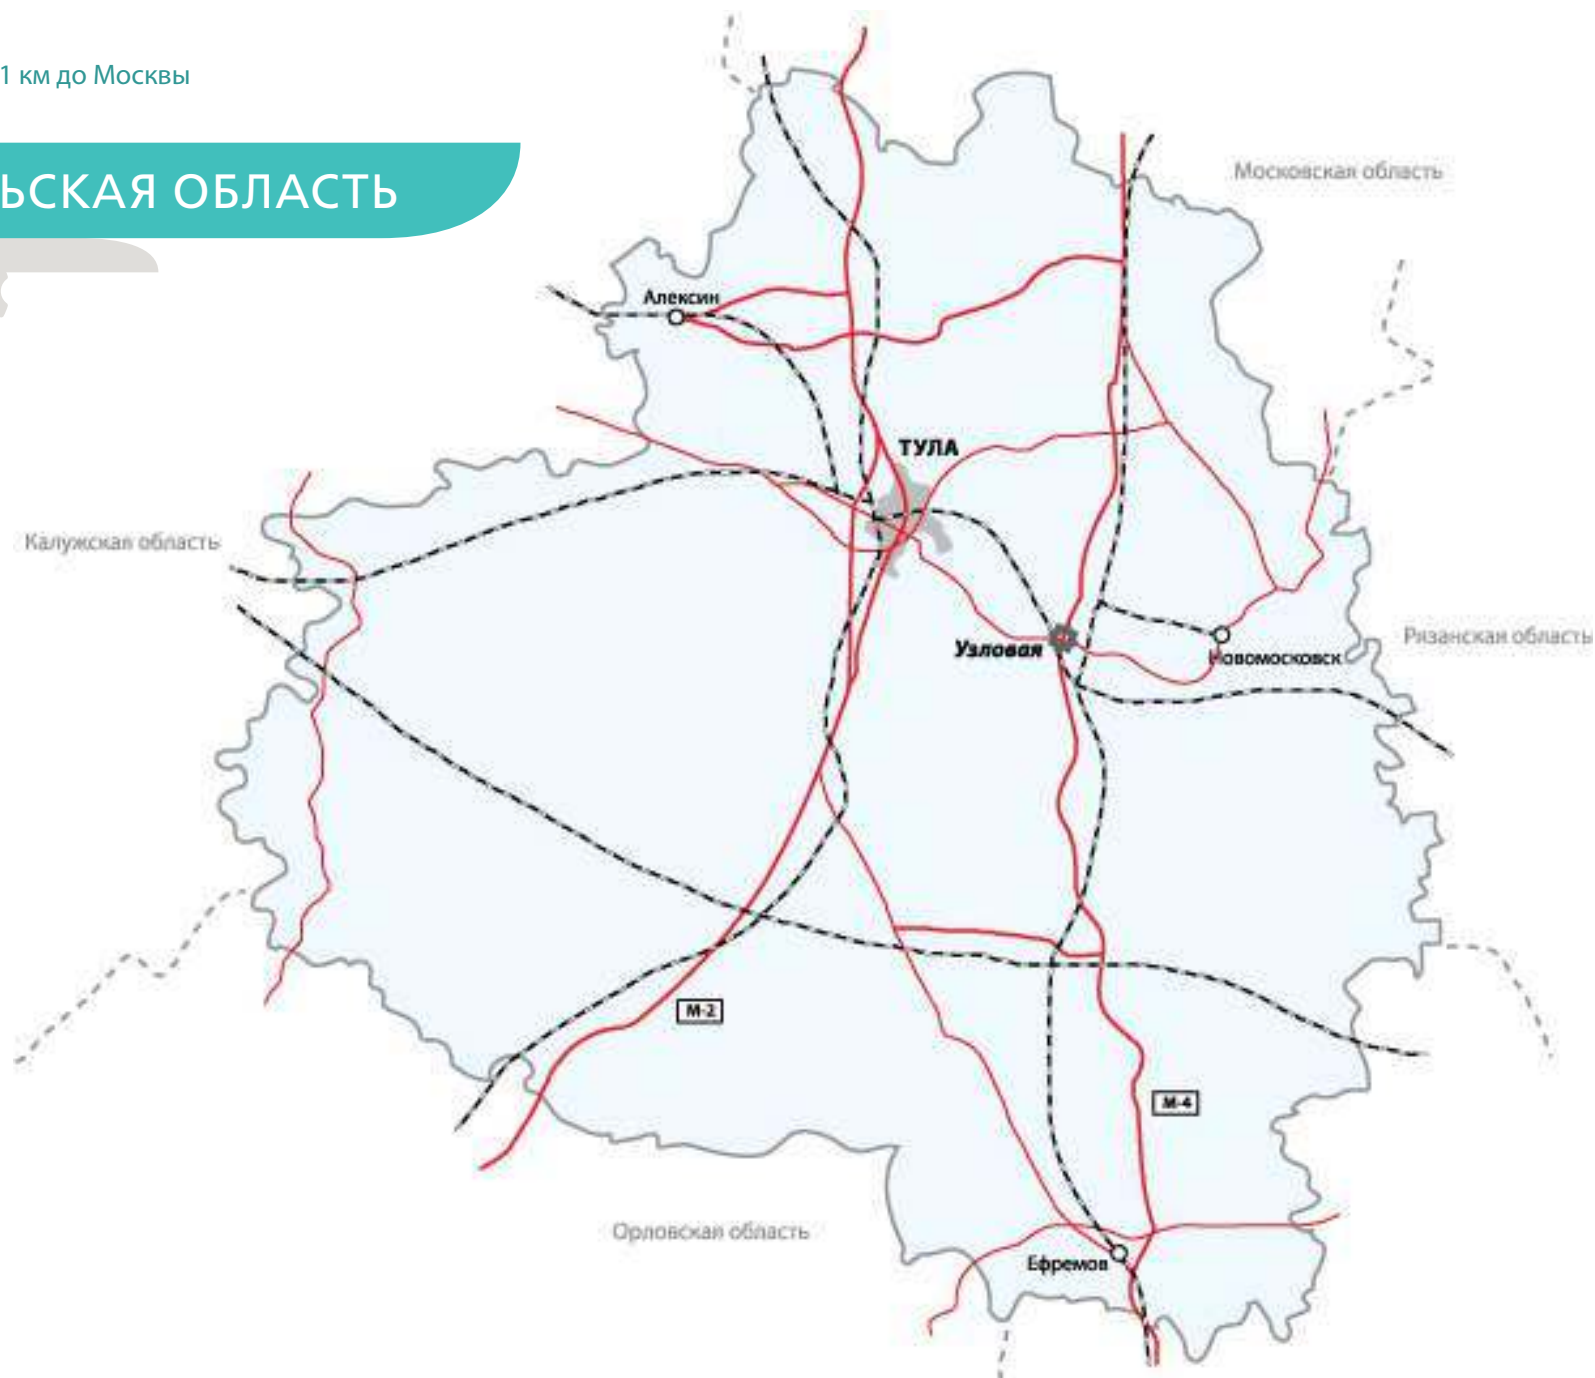 1 км до Москвы
ЬСКАЯ ОБЛАСТЬ
Московская область
Алексин
ТУЛА
Калужская область
Узловая
Новомосковск
Рязанская область
М-2
М-4
Орловская область
Ефремов